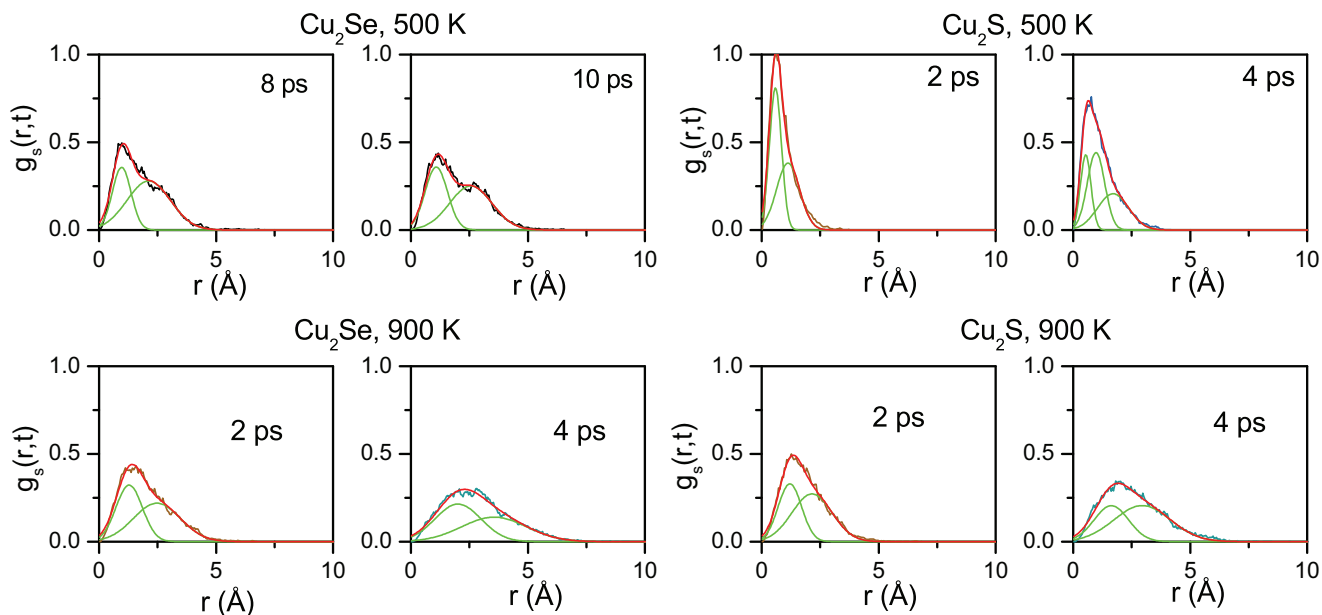 Cu₂Se, 500 K
Cu₂S, 500 K
1.0
0.5
0.0
gₛ(r,t)
8 ps
0 5 10
r (Å)
1.0
0.5
0.0
10 ps
0 5 10
r (Å)
1.0
0.5
0.0
gₛ(r,t)
2 ps
0 5 10
r (Å)
1.0
0.5
0.0
4 ps
0 5 10
r (Å)
Cu₂Se, 900 K
Cu₂S, 900 K
1.0
0.5
0.0
gₛ(r,t)
2 ps
0 5 10
r (Å)
1.0
0.5
0.0
4 ps
0 5 10
r (Å)
1.0
0.5
0.0
gₛ(r,t)
2 ps
0 5 10
r (Å)
1.0
0.5
0.0
4 ps
0 5 10
r (Å)